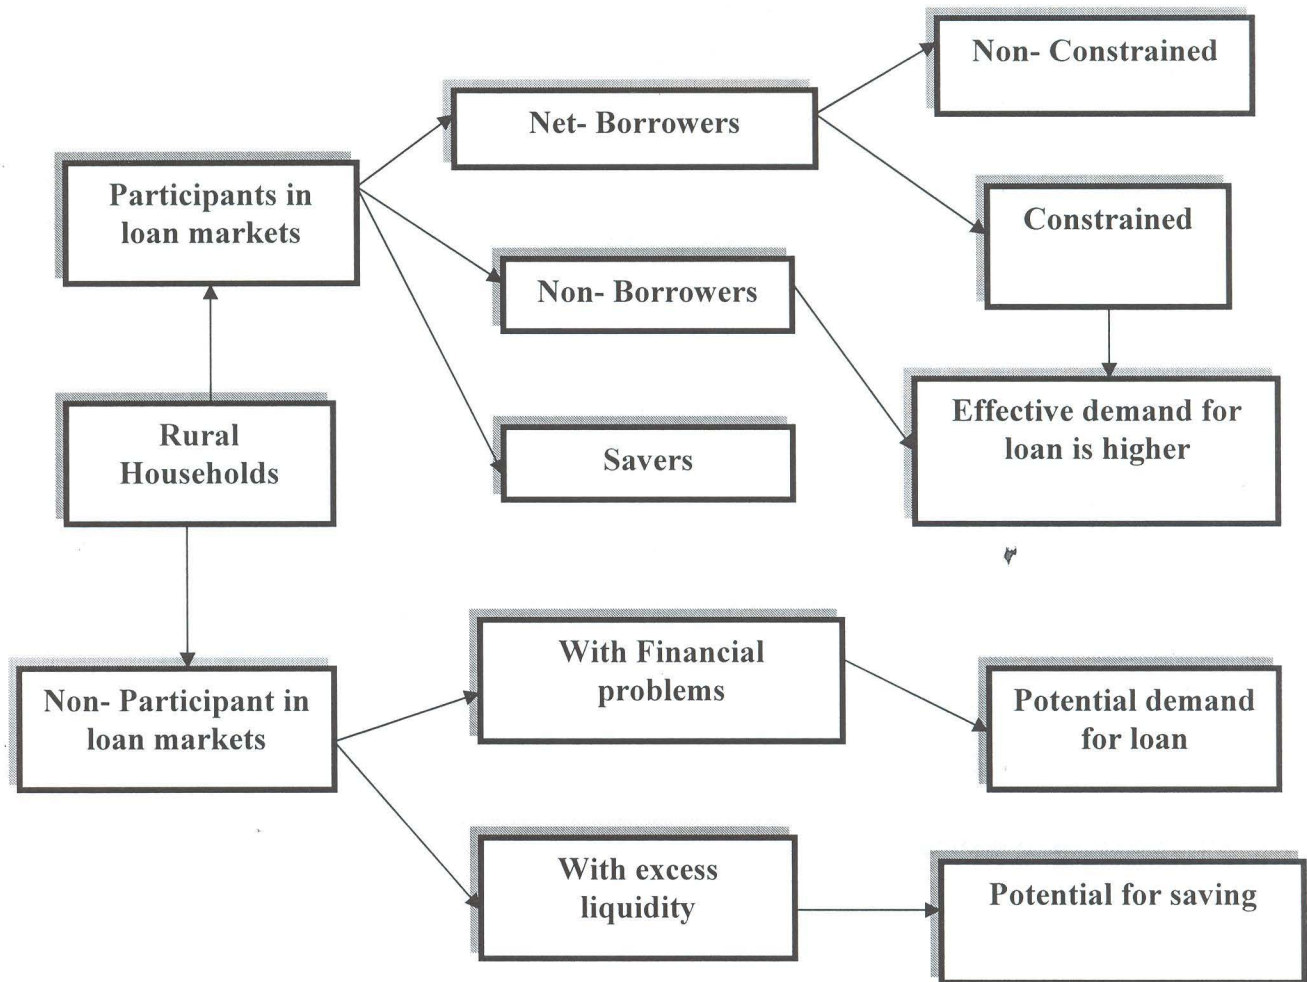 Non- Constrained
Net- Borrowers
Participants in
loan markets
Constrained
Non- Borrowers
Effective demand for
loan is higher
Rural
Households
Savers
With Financial
problems
Non- Participant in
loan markets
Potential demand
for loan
With excess
liquidity
Potential for saving